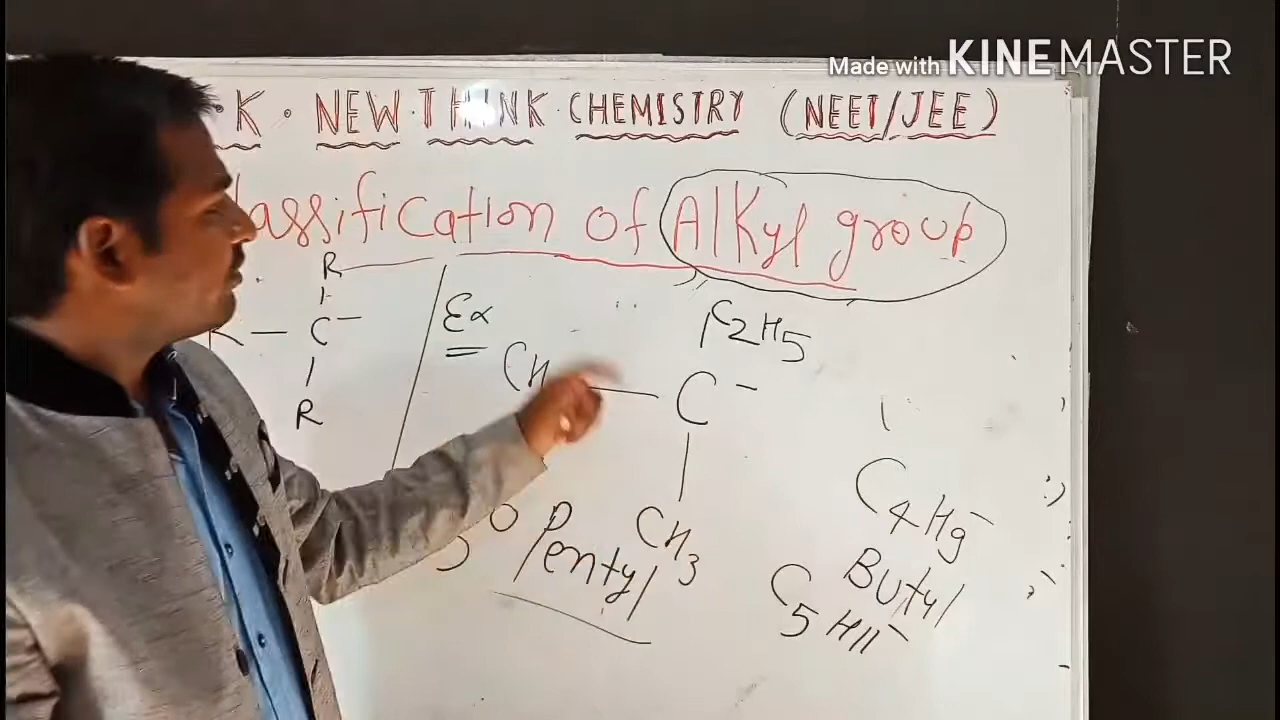 Made with KINEMASTER
K. NEW THINK CHEMISTRY (NEET/JEE)
lassification of Alkyl group
R
R — C —
R
Ex
C2H5
CH — C —
CH3
3° Pentyl
C4H9 —
Butyl
C5H11 —